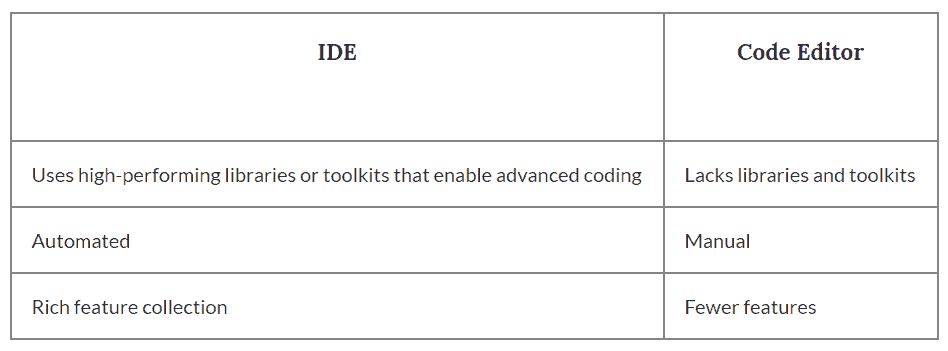 IDE
Code Editor
Uses high-performing libraries or toolkits that enable advanced coding
Lacks libraries and toolkits
Automated
Manual
Rich feature collection
Fewer features